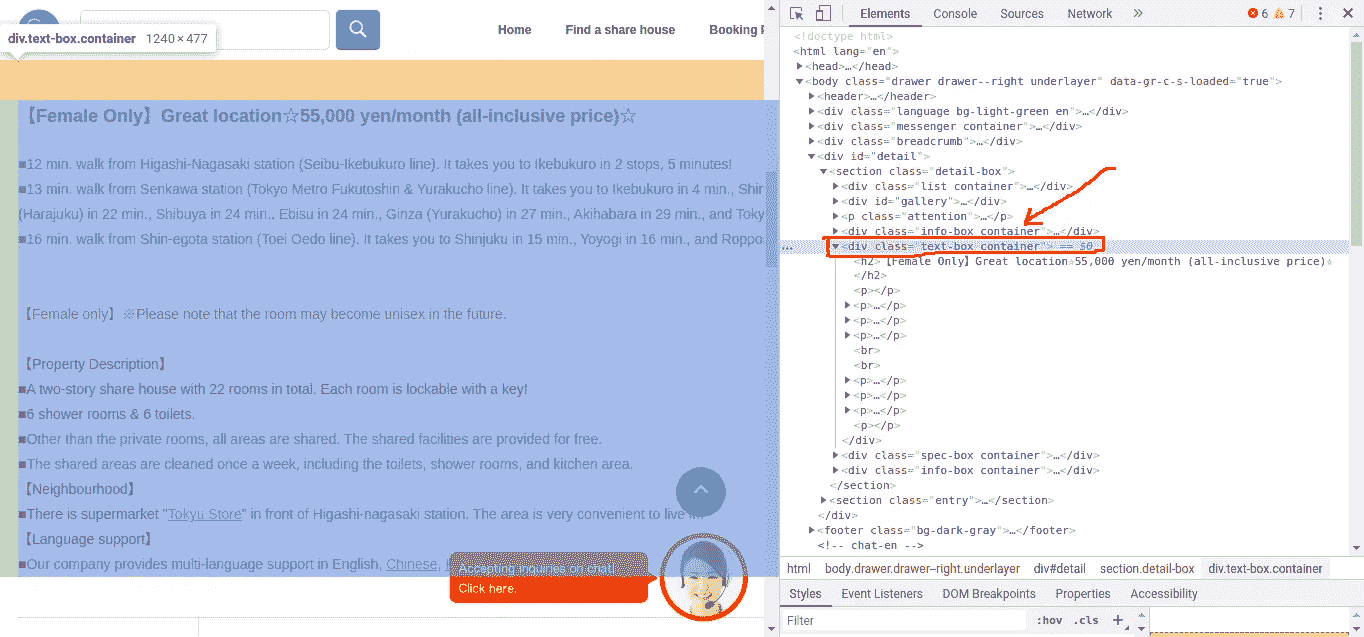 div.text-box.container 1240 × 477
Home Find a share house Booking
【Female Only】Great location☆55,000 yen/month (all-inclusive price)☆
■12 min. walk from Higashi-Nagasaki station (Seibu-Ikebukuro line). It takes you to Ikebukuro in 2 stops, 5 minutes!
■13 min. walk from Senkawa station (Tokyo Metro Fukutoshin & Yurakucho line). It takes you to Ikebukuro in 4 min., Shin
(Harajuku) in 22 min., Shibuya in 24 min., Ebisu in 24 min., Ginza (Yurakucho) in 27 min., Akihabara in 29 min., and Toky
■16 min. walk from Shin-egota station (Toei Oedo line). It takes you to Shinjuku in 15 min., Yoyogi in 16 min., and Roppo
【Female only】※Please note that the room may become unisex in the future.
【Property Description】
■A two-story share house with 22 rooms in total. Each room is lockable with a key!
■6 shower rooms & 6 toilets.
■Other than the private rooms, all areas are shared. The shared facilities are provided for free.
■The shared areas are cleaned once a week, including the toilets, shower rooms, and kitchen area.
【Neighbourhood】
■There is supermarket "Tokyu Store" in front of Higashi-nagasaki station. The area is very convenient to live
【Language support】
■Our company provides multi-language support in English, Chinese,
Accepting inquiries on chat!
Click here.
Elements Console Sources Network » 6 7
<!doctype html>
<html lang="en">
<head>…</head>
<body class="drawer drawer--right underlayer" data-gr-c-s-loaded="true">
<header>…</header>
<div class="language bg-light-green en">…</div>
<div class="messenger container">…</div>
<div class="breadcrumb">…</div>
<div id="detail">
<section class="detail-box">
<div class="list container">…</div>
<div id="gallery">…</div>
<p class="attention">…</p>
<div class="info-box container">…</div>
… <div class="text-box container"> == $0
<h2>【Female Only】Great location☆55,000 yen/month (all-inclusive price)☆
</h2>
<p></p>
<p>…</p>
<p>…</p>
<p>…</p>
<br>
<br>
<p>…</p>
<p>…</p>
<p>…</p>
<p></p>
</div>
<div class="spec-box container">…</div>
<div class="info-box container">…</div>
</section>
<section class="entry">…</section>
</div>
<footer class="bg-dark-gray">…</footer>
<!-- chat-en -->
html body.drawer.drawer--right.underlayer div#detail section.detail-box div.text-box.container
Styles Event Listeners DOM Breakpoints Properties Accessibility
Filter :hov .cls +